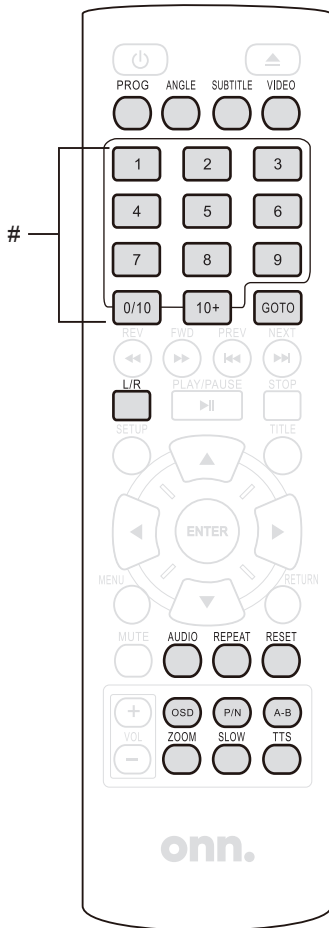 PROG ANGLE SUBTITLE VIDEO
1 2 3
4 5 6
#
7 8 9
0/10 10+ GOTO
REV FWD PREV NEXT
L/R PLAY/PAUSE STOP
SETUP TITLE
ENTER
MENU RETURN
MUTE AUDIO REPEAT RESET
+ OSD P/N A-B
VOL ZOOM SLOW TTS
−
onn.